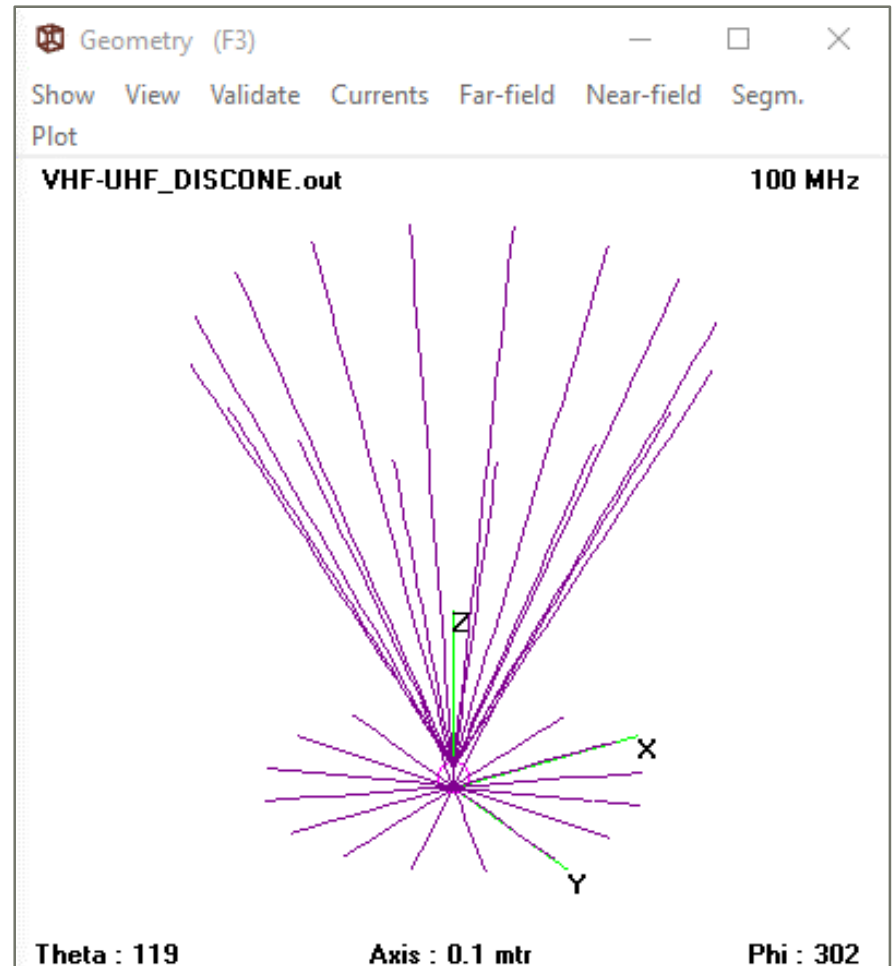 Geometry (F3)
Show View Validate Currents Far-field Near-field Segm.
Plot
VHF-UHF_DISCONE.out 100 MHz
Z
X
Y
Theta : 119 Axis : 0.1 mtr Phi : 302